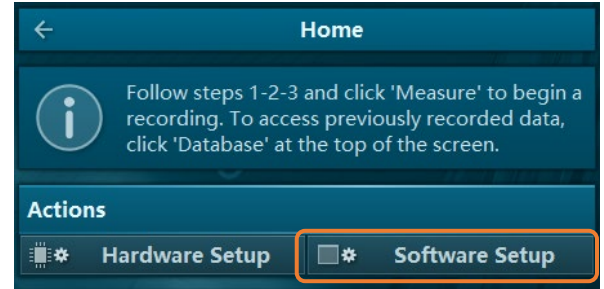 Home
Follow steps 1-2-3 and click 'Measure' to begin a
recording. To access previously recorded data,
click 'Database' at the top of the screen.
Actions
Hardware Setup Software Setup